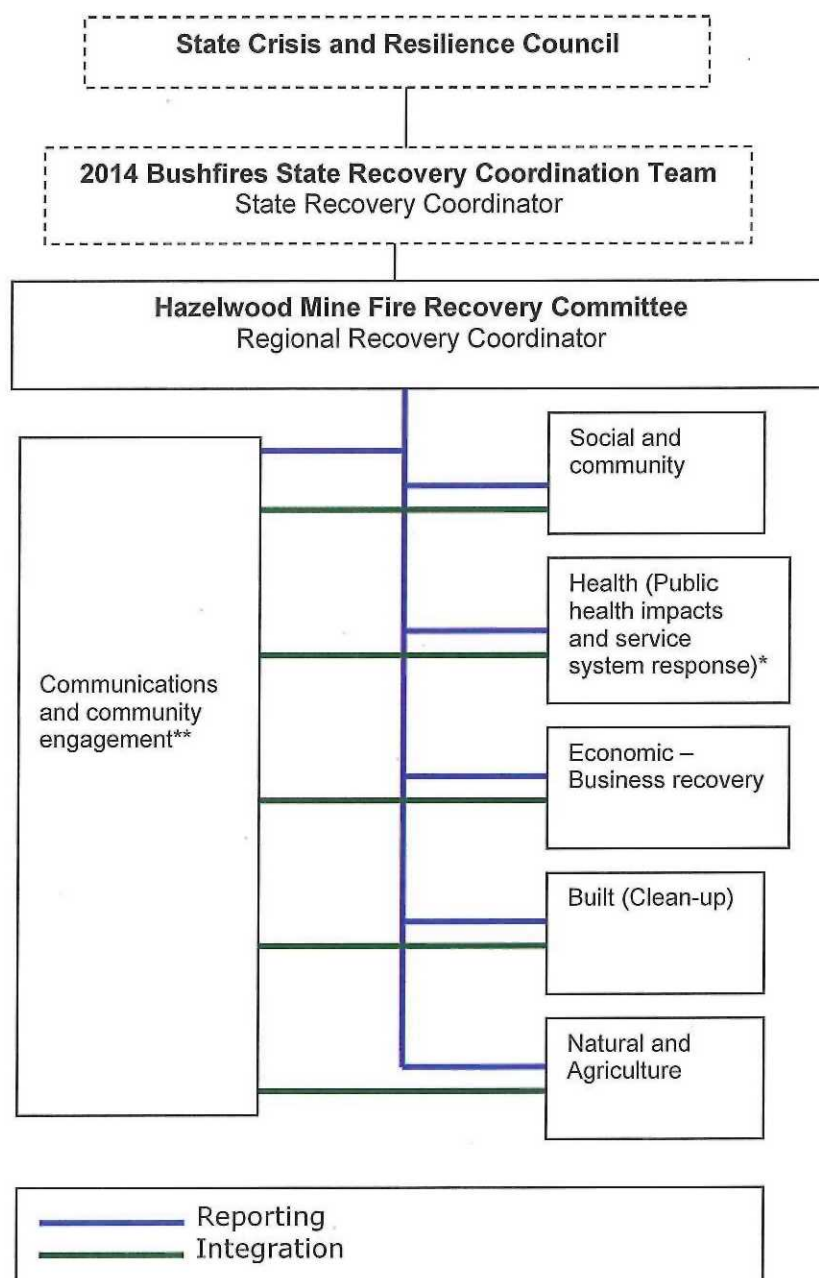 State Crisis and Resilience Council
2014 Bushfires State Recovery Coordination Team
State Recovery Coordinator
Hazelwood Mine Fire Recovery Committee
Regional Recovery Coordinator
Social and
community
Health (Public
health impacts
and service
system response)*
Communications
and community
engagement**
Economic –
Business recovery
Built (Clean-up)
Natural and
Agriculture
Reporting
Integration